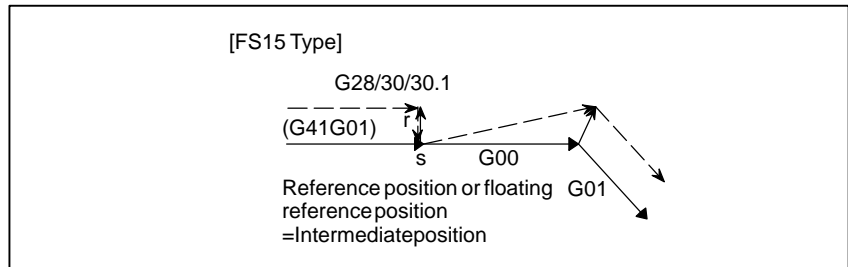 [FS15 Type]
G28/30/30.1
(G41G01)
r
s
G00
G01
Reference position or floating
reference position
=Intermediateposition